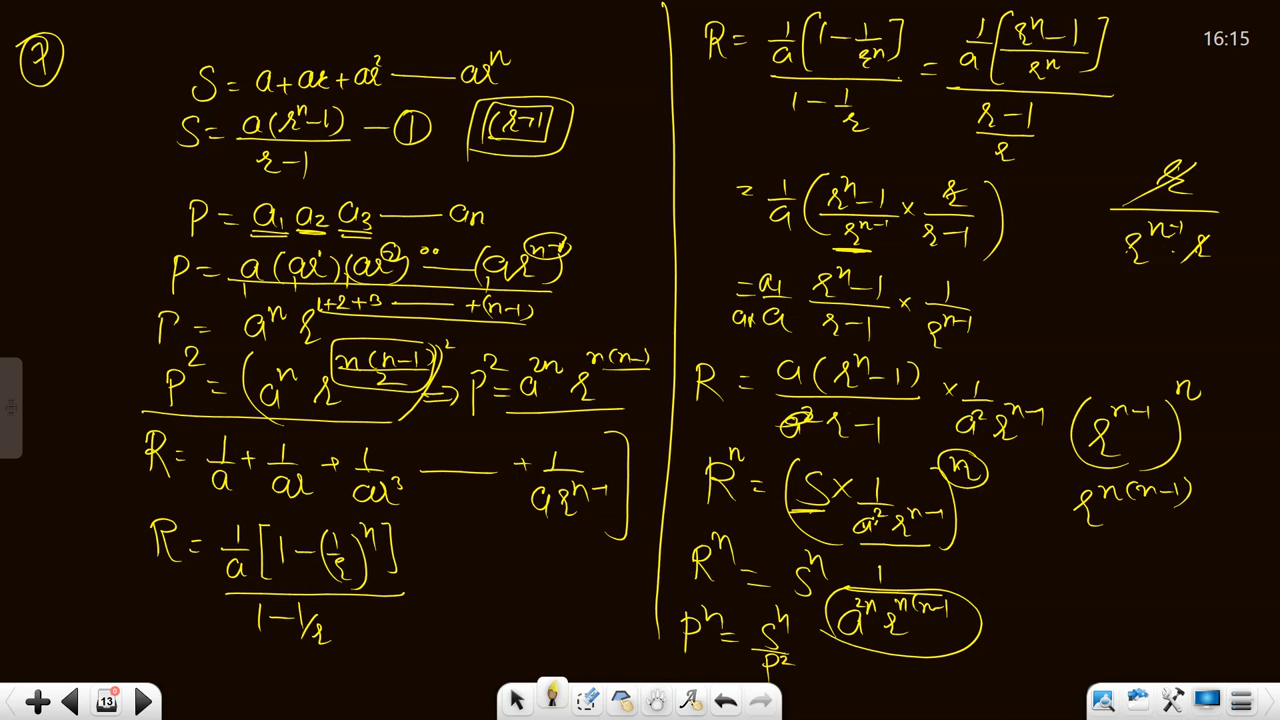 7
S = a + ar + ar² —— arⁿ
S = a(rⁿ-1)/r-1 — ① (r>1)
P = a₁ a₂ a₃ —— an
P = a(ar¹)(ar²) ·· —(arⁿ⁻¹)
P = aⁿ r^1+2+3 —— +(n-1)
P² = (aⁿ r^n(n-1)/2)² ⇒ P² = a²ⁿ r^n(n-1)
R = 1/a + 1/ar + 1/ar³ —— + 1/arⁿ⁻¹
R = 1/a[1-(1/r)ⁿ]/1-1/r
R = 1/a(1-1/rⁿ]/1-1/r = 1/a(rⁿ-1/rⁿ]/r-1/r
= 1/a(rⁿ-1/rⁿ⁻¹ × r/r-1) r/rⁿ⁻¹·r
= a/a×a rⁿ-1/r-1 × 1/rⁿ⁻¹
R = a(rⁿ-1)/r-1 × 1/a² rⁿ⁻¹ (rⁿ⁻¹)ⁿ
Rⁿ = (S × 1/a² rⁿ⁻¹)ⁿ r^n(n-1)
Rⁿ = Sⁿ 1/a²ⁿ r^n(n-1
Pⁿ = Sⁿ/P²
16:15
13
0